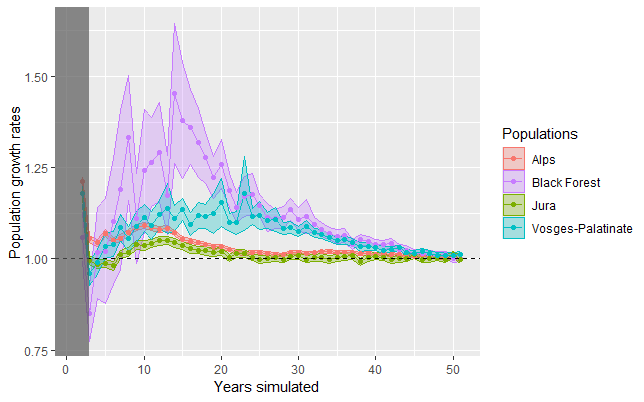 Population growth rates
1.50
1.25
1.00
0.75
0
10
20
30
40
50
Years simulated
Populations
Alps
Black Forest
Jura
Vosges-Palatinate